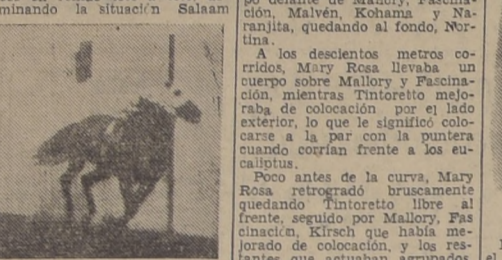 minando la situación Salaam
po delante de Mallory, Fascina-
ción, Malvén, Kohama y Na-
ranjita, quedando al fondo, Nor-
tina.
A los descientos metros co-
rridos, Mary Rosa llevaba un
cuerpo sobre Mallory y Fascina-
ción, mientras Tintoretto mejo-
raba de colocación por el lado
exterior, lo que le significó colo-
carse a la par con la puntera
cuando corrían frente a los eu-
caliptus.
Poco antes de la curva, Mary
Rosa retrogradó bruscamente
quedando Tintoretto libre al
frente, seguido por Mallory, Fas
cinación, Kirsch que había me-
jorado de colocación, y los res-
tantes que actuaban agrupados